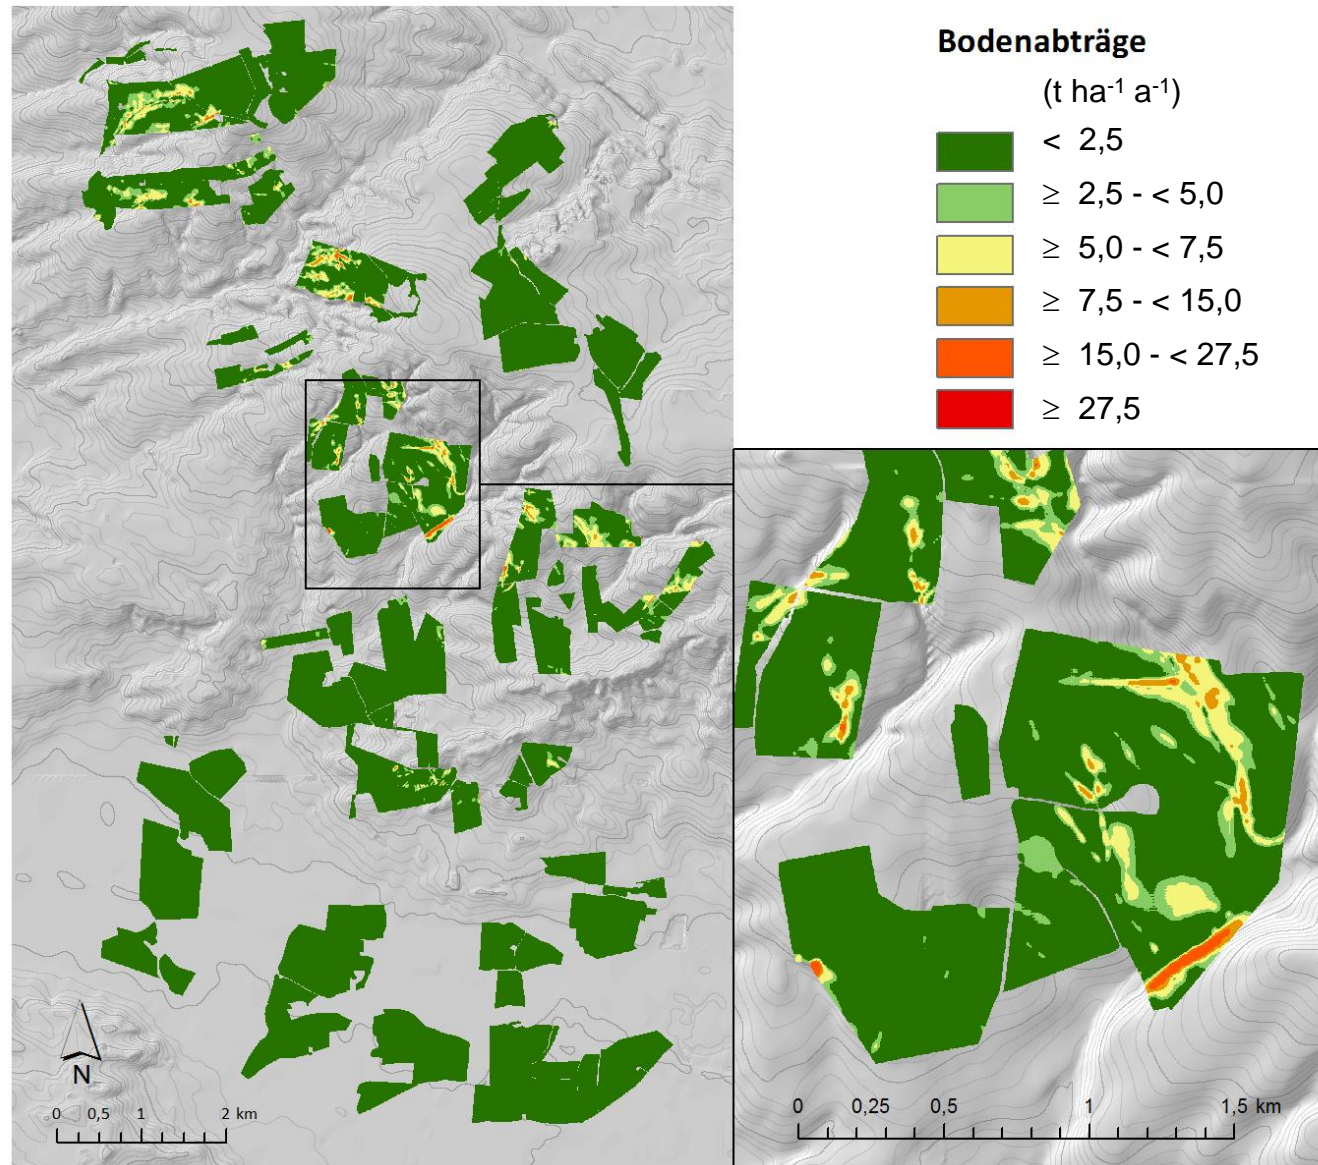 Bodenabträge
(t ha⁻¹ a⁻¹)
< 2,5
≥ 2,5 - < 5,0
≥ 5,0 - < 7,5
≥ 7,5 - < 15,0
≥ 15,0 - < 27,5
≥ 27,5
N
0 0,5 1 2 km
0 0,25 0,5 1 1,5 km